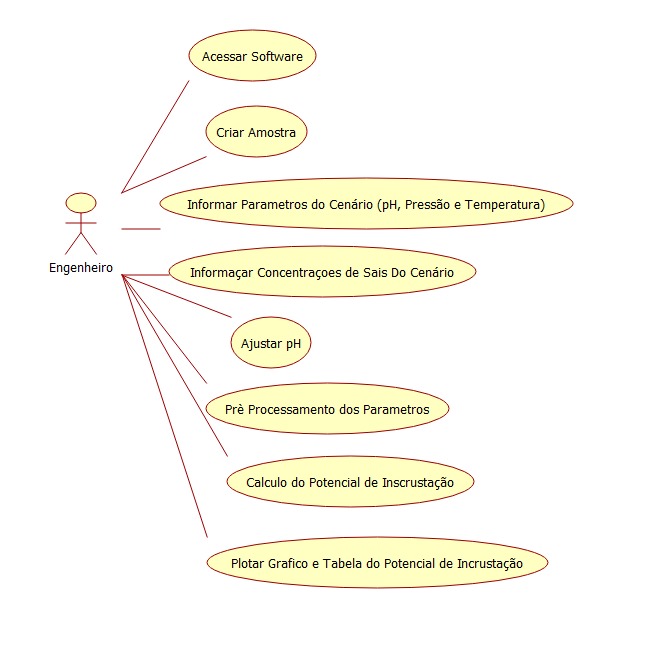 Acessar Software
Criar Amostra
Informar Parametros do Cenário (pH, Pressão e Temperatura)
Engenheiro
Informaçar Concentraçoes de Sais Do Cenário
Ajustar pH
Prè Processamento dos Parametros
Calculo do Potencial de Inscrustação
Plotar Grafico e Tabela do Potencial de Incrustação